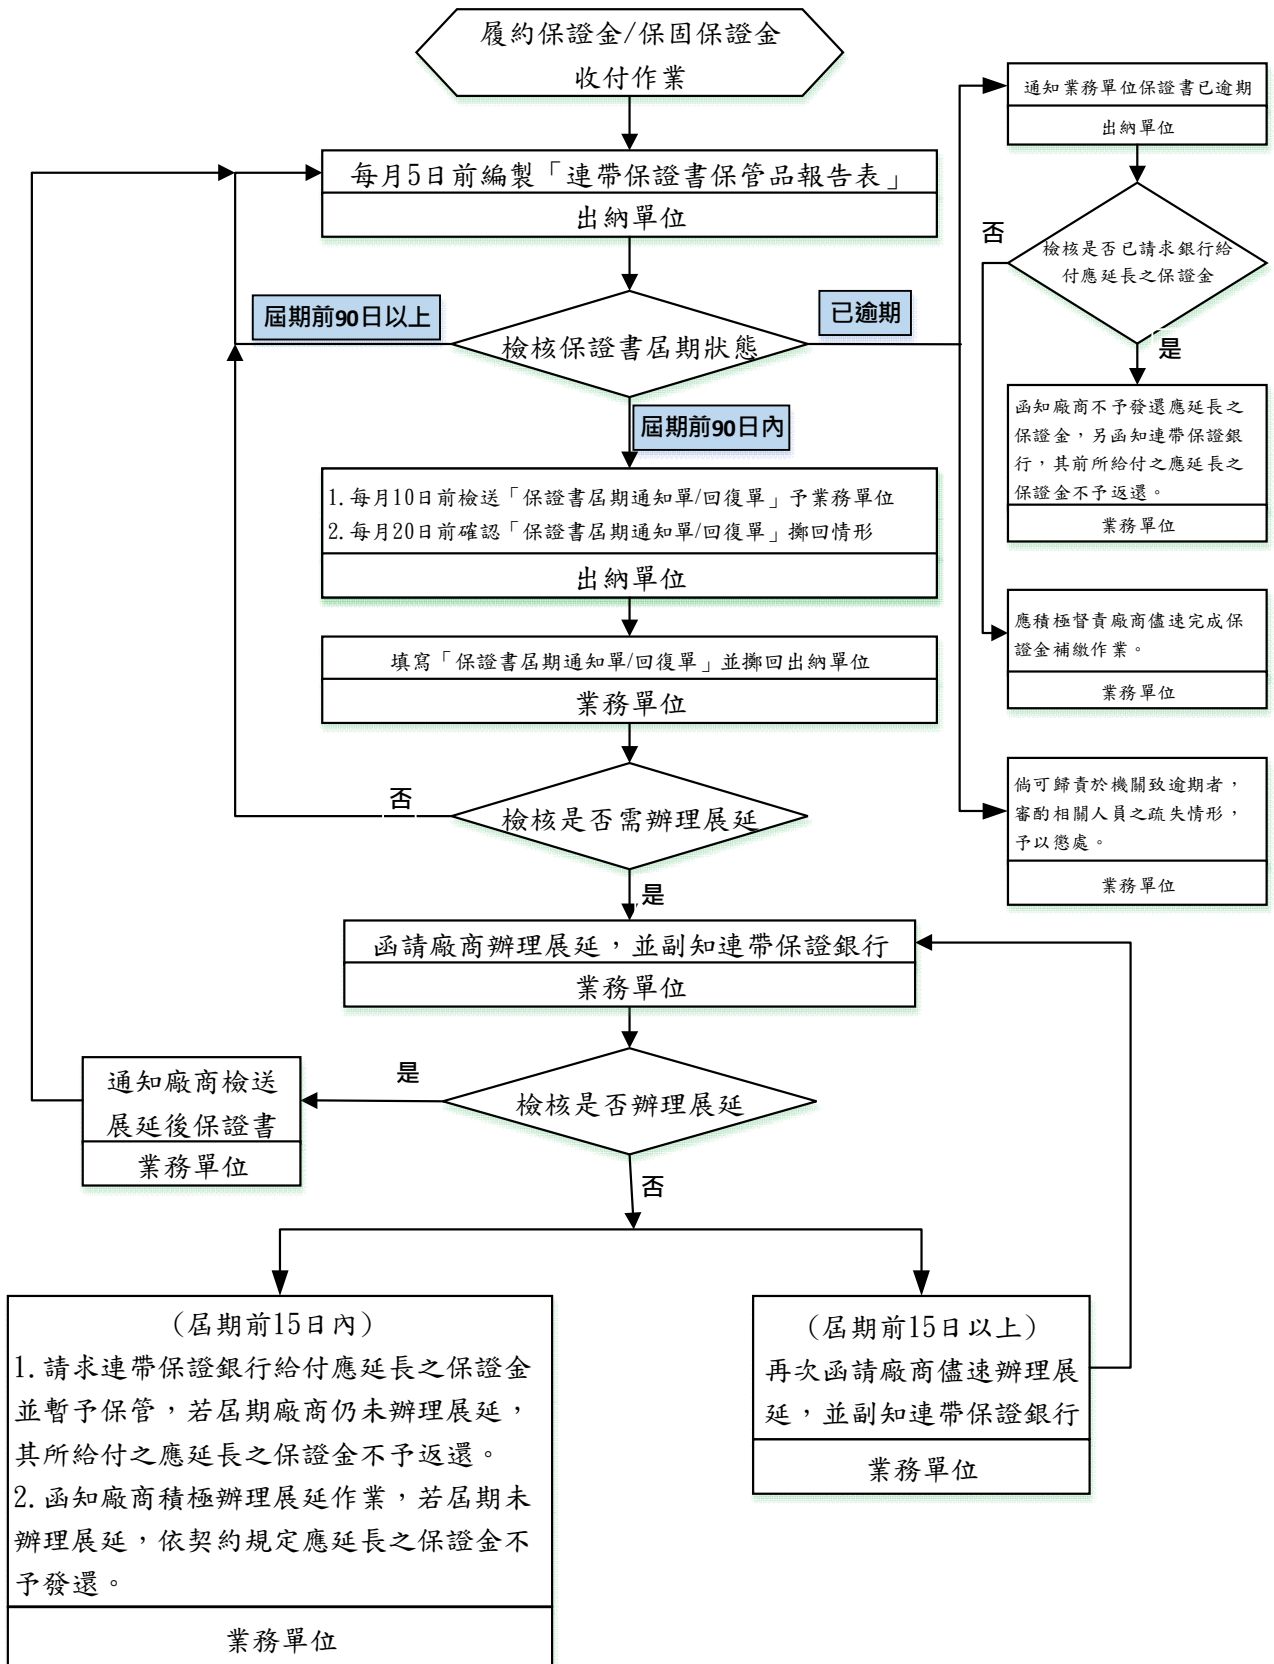 履約保證金/保固保證金
收付作業
每月5日前編製「連帶保證書保管品報告表」
出納單位
屆期前90日以上
檢核保證書屆期狀態
已逾期
屆期前90日內
1.每月10日前檢送「保證書屆期通知單/回復單」予業務單位
2.每月20日前確認「保證書屆期通知單/回復單」擲回情形
出納單位
填寫「保證書屆期通知單/回復單」並擲回出納單位
業務單位
否
檢核是否需辦理展延
是
函請廠商辦理展延，並副知連帶保證銀行
業務單位
是
檢核是否辦理展延
否
通知廠商檢送
展延後保證書
業務單位
（屆期前15日內）
1.請求連帶保證銀行給付應延長之保證金
並暫予保管，若屆期廠商仍未辦理展延，
其所給付之應延長之保證金不予返還。
2.函知廠商積極辦理展延作業，若屆期未
辦理展延，依契約規定應延長之保證金不
予發還。
業務單位
（屆期前15日以上）
再次函請廠商儘速辦理展
延，並副知連帶保證銀行
業務單位
通知業務單位保證書已逾期
出納單位
否
檢核是否已請求銀行給
付應延長之保證金
是
函知廠商不予發還應延長之
保證金，另函知連帶保證銀
行，其前所給付之應延長之
保證金不予返還。
業務單位
應積極督責廠商儘速完成保
證金補繳作業。
業務單位
倘可歸責於機關致逾期者，
審酌相關人員之疏失情形，
予以懲處。
業務單位